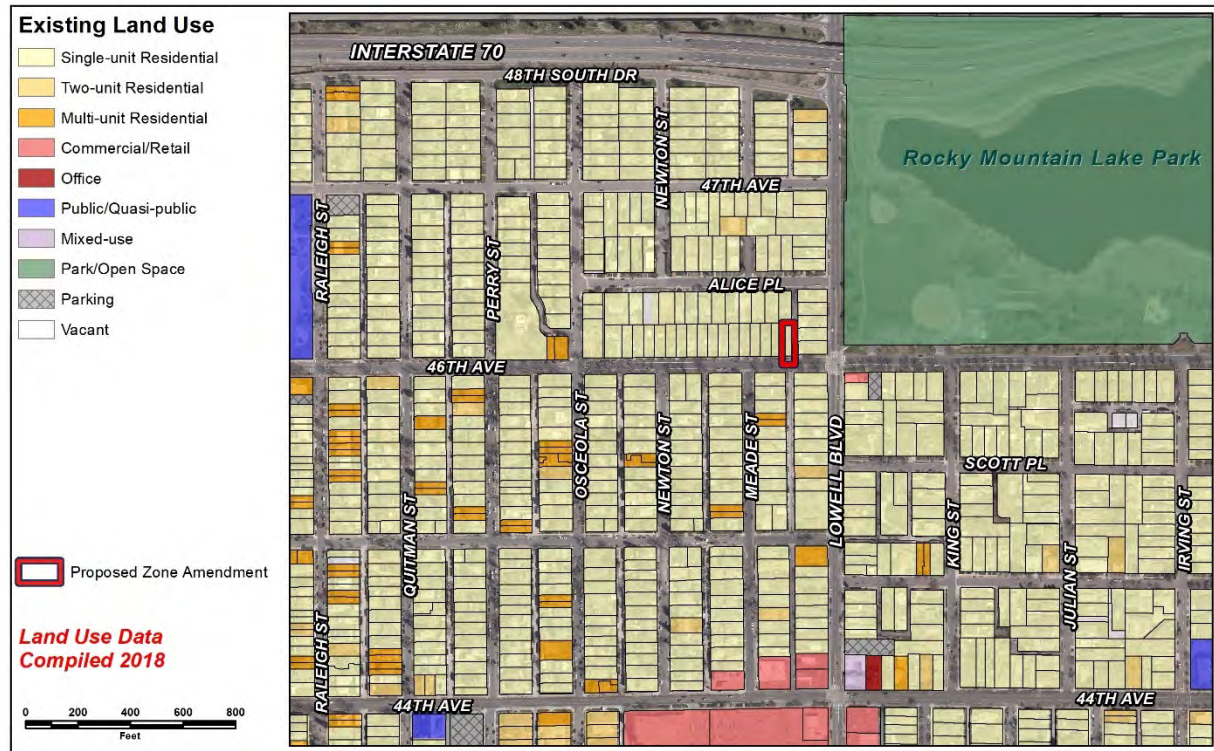 Existing Land Use
Single-unit Residential
Two-unit Residential
Multi-unit Residential
Commercial/Retail
Office
Public/Quasi-public
Mixed-use
Park/Open Space
Parking
Vacant
Proposed Zone Amendment
Land Use Data
Compiled 2018
0 200 400 600 800
Feet
INTERSTATE 70
48TH SOUTH DR
NEWTON ST
Rocky Mountain Lake Park
47TH AVE
RALEIGH ST
PERRY ST
ALICE PL
46TH AVE
OSCEOLA ST
NEWTON ST
MEADE ST
LOWELL BLVD
SCOTT PL
KING ST
JULIAN ST
IRVING ST
QUITMAN ST
RALEIGH ST
44TH AVE
44TH AVE